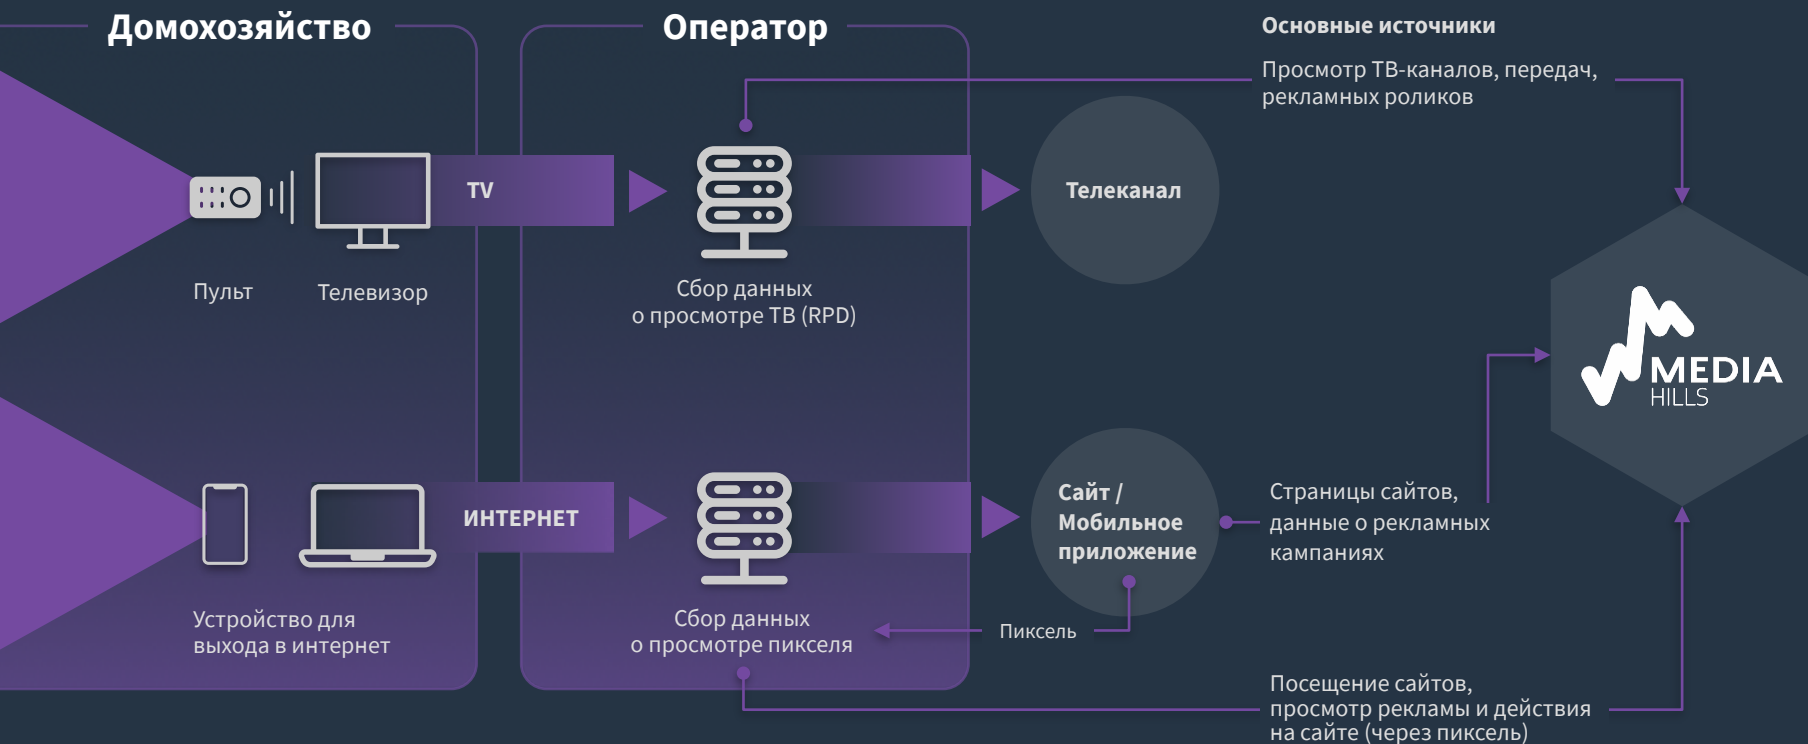 Домохозяйство
Оператор
Основные источники
Просмотр ТВ-каналов, передач,
рекламных роликов
TV
Телеканал
Пульт
Телевизор
Сбор данных
о просмотре ТВ (RPD)
MEDIA
HILLS
ИНТЕРНЕТ
Сайт /
Мобильное
приложение
Страницы сайтов,
данные о рекламных
кампаниях
Устройство для
выхода в интернет
Сбор данных
о просмотре пикселя
Пиксель
Посещение сайтов,
просмотр рекламы и действия
на сайте (через пиксель)